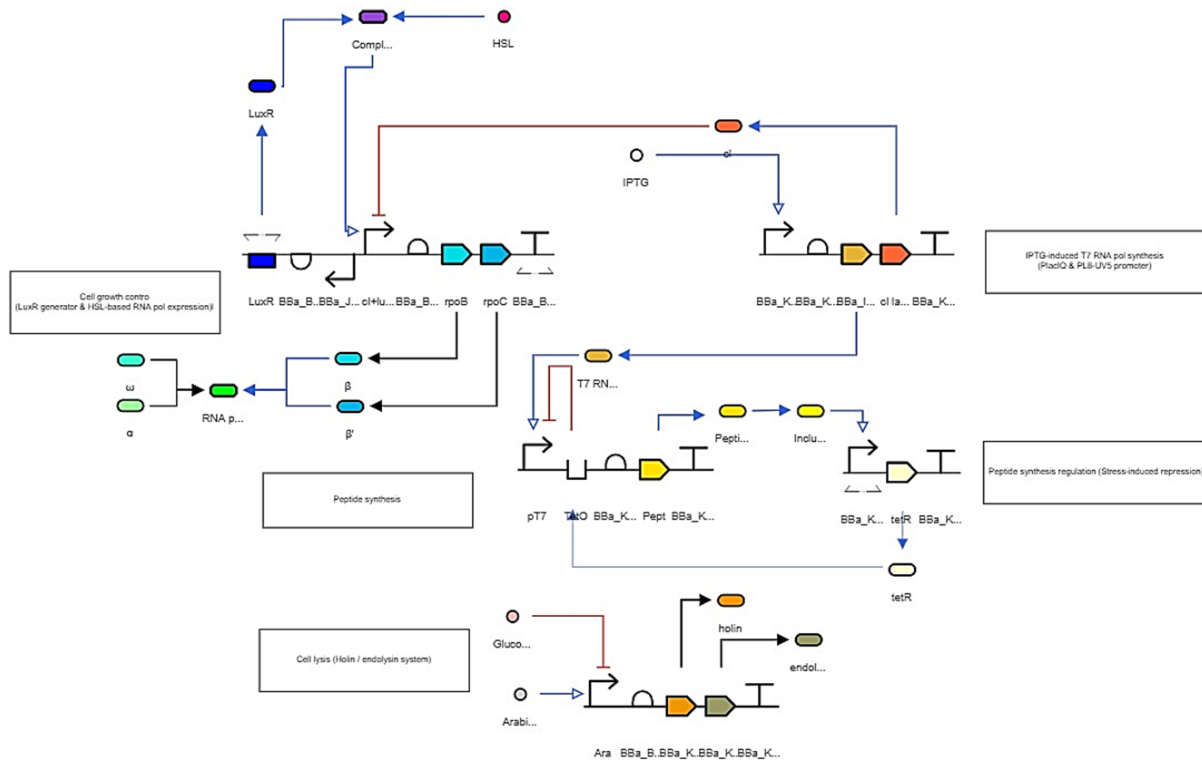 Compl...
HSL
LuxR
cI
IPTG
IPTG-induced T7 RNA pol synthesis
(PlacIQ & PL8-UV5 promoter)
Cell growth contro
(LuxR generator & HSL-based RNA pol expression)l
LuxR BBa_B...BBa_J... cI+lu... BBa_B... rpoB rpoC BBa_B...
BBa_K...BBa_K...BBa_I... cI la... BBa_K...
ω
β
T7 RN...
RNA p...
α
β'
Pepti...
Inclu...
Peptide synthesis regulation (Stress-induced repression)
Peptide synthesis
pT7 TetO BBa_K... Pept BBa_K...
BBa_K... tetR BBa_K...
tetR
holin
Gluco...
endol...
Cell lysis (Holin / endolysin system)
Arabi...
Ara BBa_B...BBa_K...BBa_K...BBa_K...